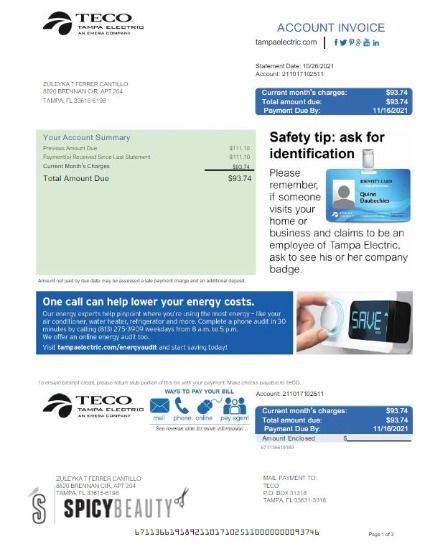 TECO
TAMPA ELECTRIC
AN EMERA COMPANY
ACCOUNT INVOICE
tampaelectric.com
Statement Date: 10/26/2021
Account: 211017102511
Current month's charges: $93.74
Total amount due: $93.74
Payment Due By: 11/16/2021
ZULEYKA T FERRER CANTILLO
8820 BRENNAN CIR, APT 204
TAMPA, FL 33615-6198
Your Account Summary
Previous Amount Due $111.10
Payment(s) Received Since Last Statement -$111.10
Current Month's Charges $93.74
Total Amount Due $93.74
Safety tip: ask for
identification
IDENTITY CARD
Quinn
Daubechies
Please
remember,
if someone
visits your
home or
business and claims to be an
employee of Tampa Electric,
ask to see his or her company
badge.
Amount not paid by due date may be assessed a late payment charge and an additional deposit.
One call can help lower your energy costs.
Our energy experts help pinpoint where you're using the most energy – like your
air conditioner, water heater, refrigerator and more. Complete a phone audit in 30
minutes by calling (813) 275-3909 weekdays from 8 a.m. to 5 p.m.
We offer an online energy audit too.
Visit tampaelectric.com/energyaudit and start saving today!
SAVE
To ensure prompt credit, please return stub portion of this bill with your payment. Make checks payable to TECO.
TECO
TAMPA ELECTRIC
AN EMERA COMPANY
WAYS TO PAY YOUR BILL
mail phone online pay agent
See reverse side for more information
Account: 211017102511
Current month's charges: $93.74
Total amount due: $93.74
Payment Due By: 11/16/2021
Amount Enclosed $
671136619169
ZULEYKA T FERRER CANTILLO
8820 BRENNAN CIR, APT 204
TAMPA, FL 33615-6198
MAIL PAYMENT TO:
TECO
P.O. BOX 31318
TAMPA, FL 33631-3318
SPICYBEAUTY
Page 1 of 3